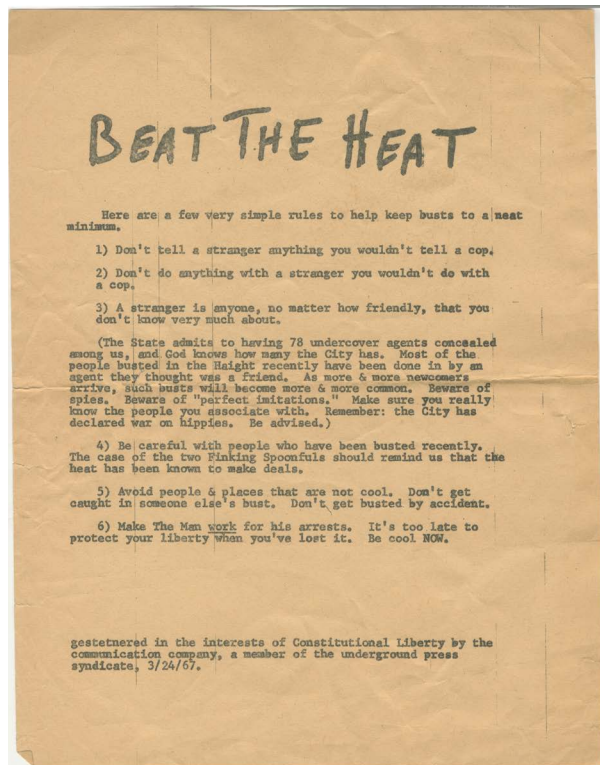 BEAT THE HEAT
Here are a few very simple rules to help keep busts to a neat
minimum.
1) Don't tell a stranger anything you wouldn't tell a cop.
2) Don't do anything with a stranger you wouldn't do with
a cop.
3) A stranger is anyone, no matter how friendly, that you
don't know very much about.
(The State admits to having 78 undercover agents concealed
among us, and God knows how many the City has. Most of the
people busted in the Haight recently have been done in by an
agent they thought was a friend. As more & more newcomers
arrive, such busts will become more & more common. Beware of
spies. Beware of "perfect imitations." Make sure you really
know the people you associate with. Remember: the City has
declared war on hippies. Be advised.)
4) Be careful with people who have been busted recently.
The case of the two Finking Spoonfuls should remind us that the
heat has been known to make deals.
5) Avoid people & places that are not cool. Don't get
caught in someone else's bust. Don't get busted by accident.
6) Make The Man work for his arrests. It's too late to
protect your liberty when you've lost it. Be cool NOW.
gestetnered in the interests of Constitutional Liberty by the
communication company, a member of the underground press
syndicate, 3/24/67.